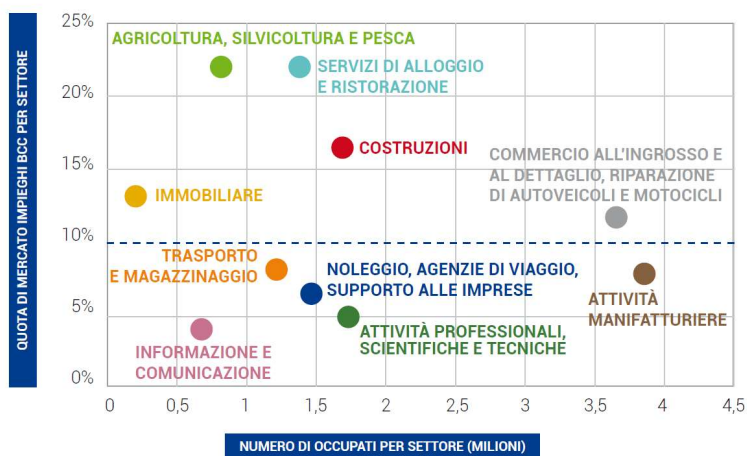 QUOTA DI MERCATO IMPIEGHI BCC PER SETTORE
25%
20%
15%
10%
5%
0%
AGRICOLTURA, SILVICOLTURA E PESCA
SERVIZI DI ALLOGGIO
E RISTORAZIONE
COSTRUZIONI
COMMERCIO ALL'INGROSSO E
AL DETTAGLIO, RIPARAZIONE
DI AUTOVEICOLI E MOTOCICLI
IMMOBILIARE
TRASPORTO
E MAGAZZINAGGIO
NOLEGGIO, AGENZIE DI VIAGGIO,
SUPPORTO ALLE IMPRESE
ATTIVITÀ
MANIFATTURIERE
ATTIVITÀ PROFESSIONALI,
SCIENTIFICHE E TECNICHE
INFORMAZIONE E
COMUNICAZIONE
0 0,5 1 1,5 2 2,5 3 3,5 4 4,5
NUMERO DI OCCUPATI PER SETTORE (MILIONI)